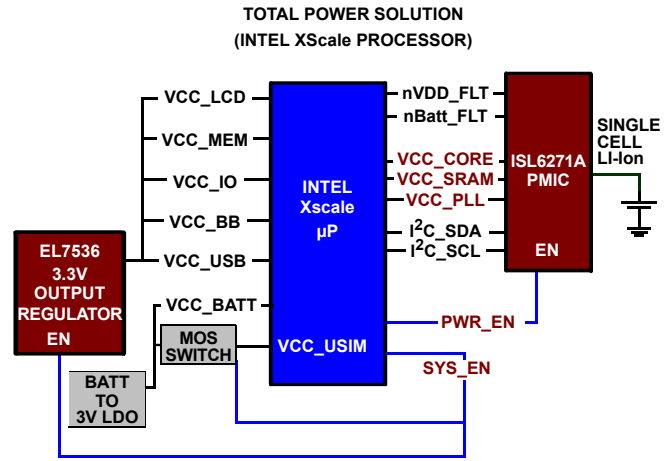 TOTAL POWER SOLUTION
(INTEL XScale PROCESSOR)
VCC_LCD
VCC_MEM
VCC_IO
VCC_BB
VCC_USB
VCC_BATT
VCC_USIM
EL7536
3.3V
OUTPUT
REGULATOR
EN
MOS
SWITCH
BATT
TO
3V LDO
INTEL
Xscale
µP
nVDD_FLT
nBatt_FLT
VCC_CORE
VCC_SRAM
VCC_PLL
I²C_SDA
I²C_SCL
PWR_EN
SYS_EN
ISL6271A
PMIC
EN
SINGLE
CELL
LI-Ion